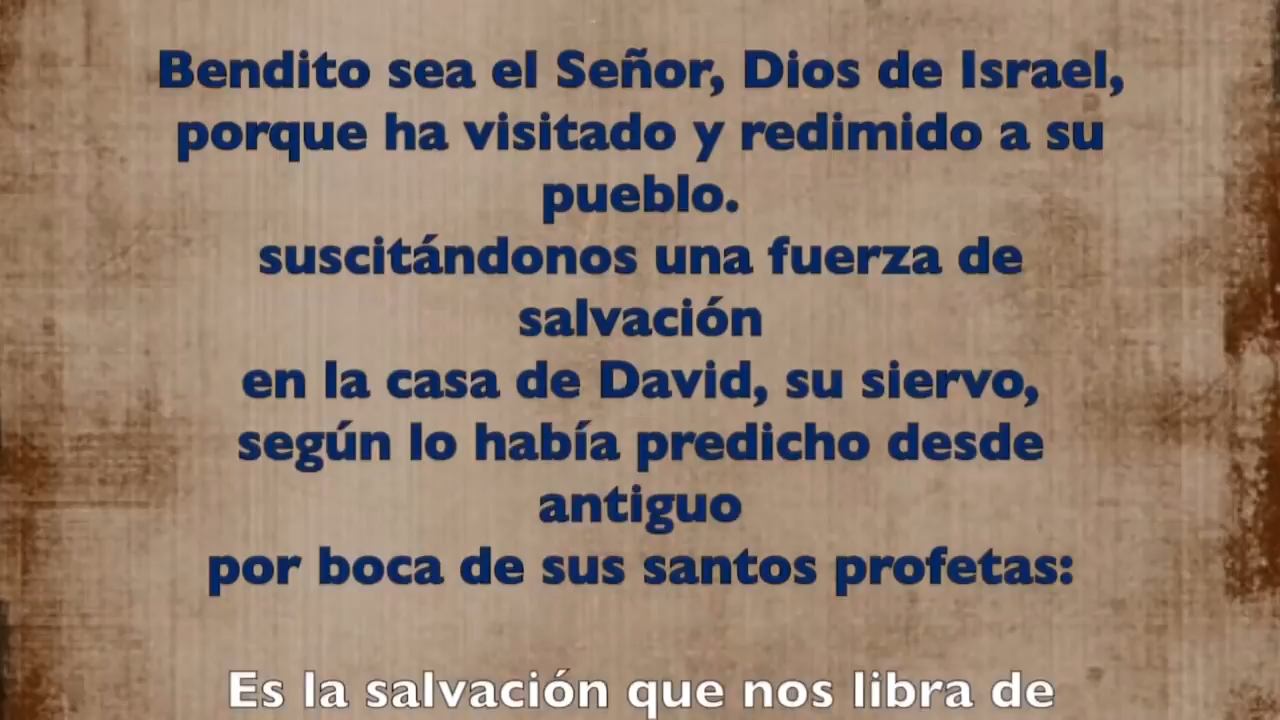 Bendito sea el Señor, Dios de Israel,
porque ha visitado y redimido a su
pueblo.
suscitándonos una fuerza de
salvación
en la casa de David, su siervo,
según lo había predicho desde
antiguo
por boca de sus santos profetas:
Es la salvación que nos libra de